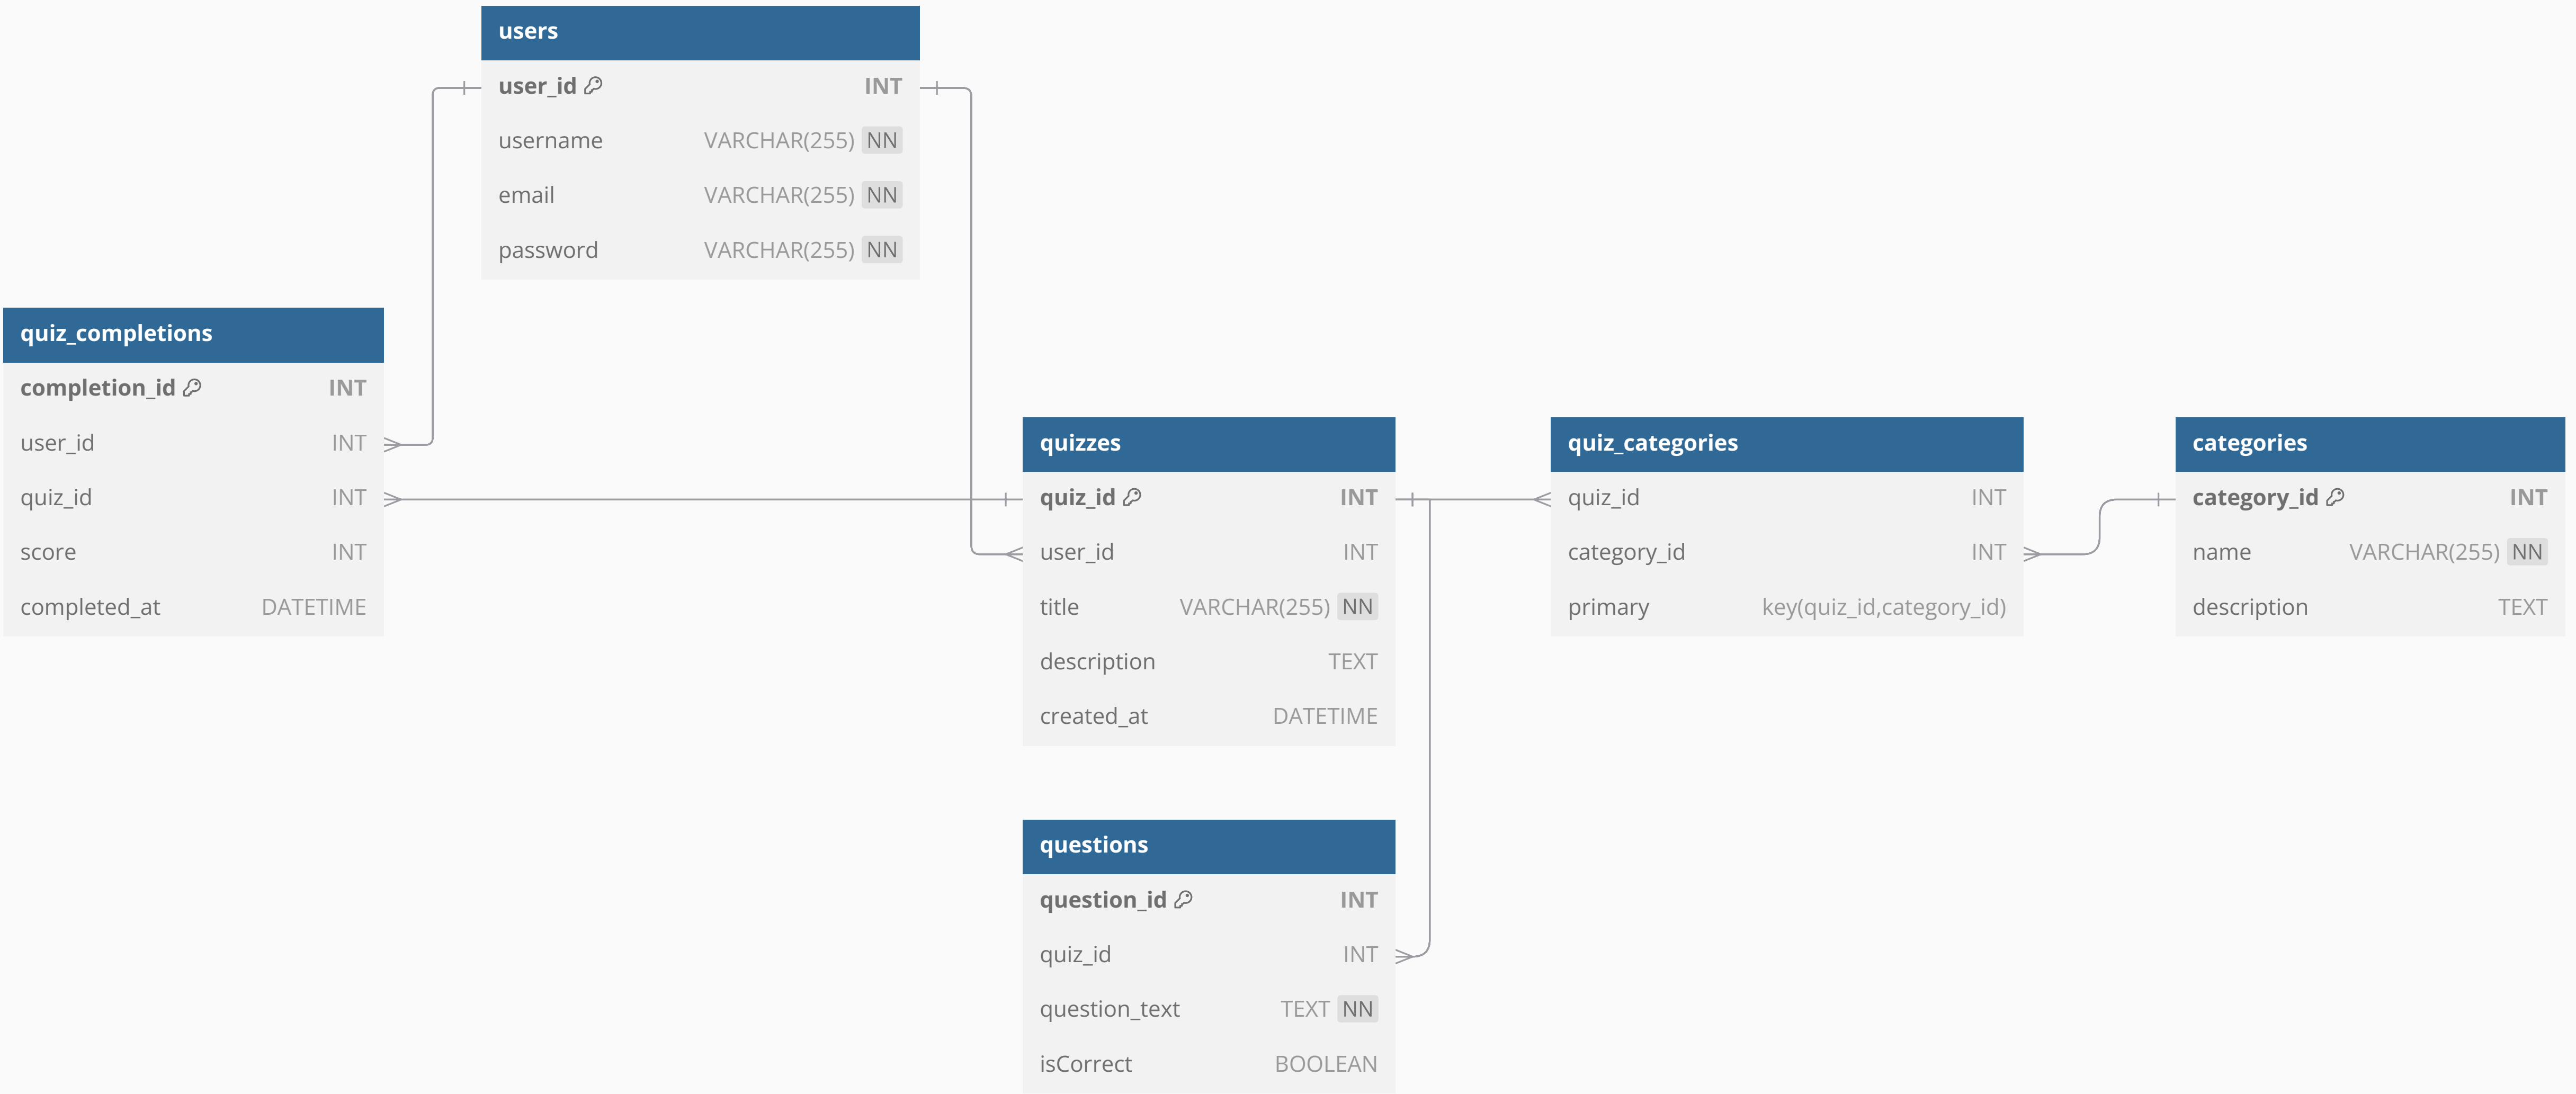 users
user_id INT
username VARCHAR(255) NN
email VARCHAR(255) NN
password VARCHAR(255) NN
quiz_completions
completion_id INT
user_id INT
quiz_id INT
score INT
completed_at DATETIME
quizzes
quiz_id INT
user_id INT
title VARCHAR(255) NN
description TEXT
created_at DATETIME
quiz_categories
quiz_id INT
category_id INT
primary key(quiz_id,category_id)
categories
category_id INT
name VARCHAR(255) NN
description TEXT
questions
question_id INT
quiz_id INT
question_text TEXT NN
isCorrect BOOLEAN